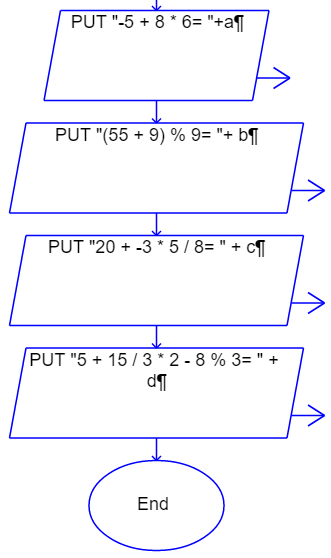 PUT "-5 + 8 * 6= "+a¶
PUT "(55 + 9) % 9= "+ b¶
PUT "20 + -3 * 5 / 8= " + c¶
PUT "5 + 15 / 3 * 2 - 8 % 3= " +
d¶
End